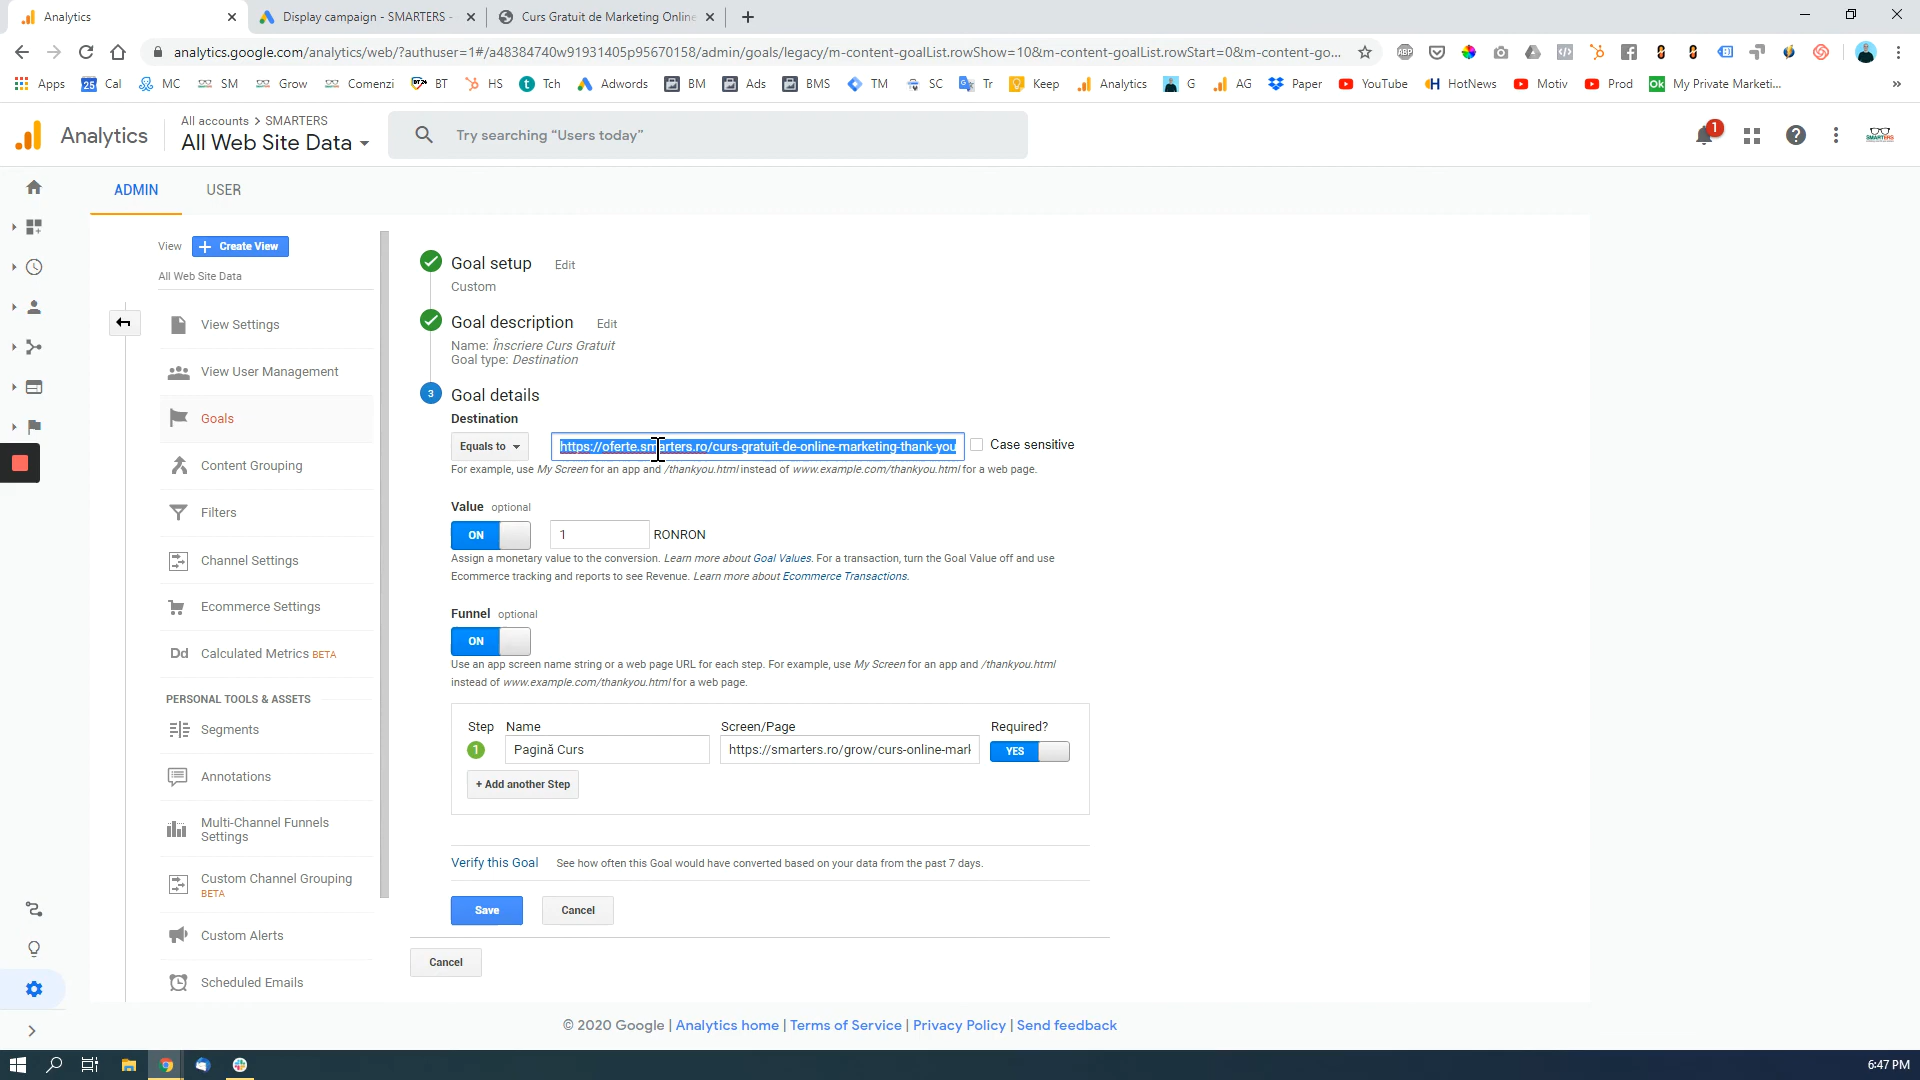 Analytics
Display campaign - SMARTERS -
Curs Gratuit de Marketing Online
analytics.google.com/analytics/web/?authuser=1#/a48384740w91931405p95670158/admin/goals/legacy/m-content-goalList.rowShow=10&m-content-goalList.rowStart=0&m-content-go...
ABP
Apps
25
Cal
MC
SM
Grow
Comenzi
BT
HS
Tch
Adwords
BM
Ads
BMS
TM
SC
Tr
Keep
Analytics
G
AG
Paper
YouTube
HotNews
Motiv
Prod
Ok
My Private Marketi...
»
Analytics
All accounts > SMARTERS
All Web Site Data
Try searching “Users today”
1
SMARTERS
ADMIN
USER
View
+ Create View
All Web Site Data
View Settings
View User Management
Goals
Content Grouping
Filters
Channel Settings
Ecommerce Settings
Dd Calculated Metrics BETA
PERSONAL TOOLS & ASSETS
Segments
Annotations
Multi-Channel Funnels
Settings
Custom Channel Grouping
BETA
Custom Alerts
Scheduled Emails
Goal setup Edit
Custom
Goal description Edit
Name: Înscriere Curs Gratuit
Goal type: Destination
3 Goal details
Destination
Equals to
https://oferte.smarters.ro/curs-gratuit-de-online-marketing-thank-you
Case sensitive
For example, use My Screen for an app and /thankyou.html instead of www.example.com/thankyou.html for a web page.
Value optional
ON
1
RONRON
Assign a monetary value to the conversion. Learn more about Goal Values. For a transaction, turn the Goal Value off and use
Ecommerce tracking and reports to see Revenue. Learn more about Ecommerce Transactions.
Funnel optional
ON
Use an app screen name string or a web page URL for each step. For example, use My Screen for an app and /thankyou.html
instead of www.example.com/thankyou.html for a web page.
Step Name Screen/Page Required?
1 Pagină Curs https://smarters.ro/grow/curs-online-mark YES
+ Add another Step
Verify this Goal See how often this Goal would have converted based on your data from the past 7 days.
Save
Cancel
Cancel
© 2020 Google | Analytics home | Terms of Service | Privacy Policy | Send feedback
6:47 PM